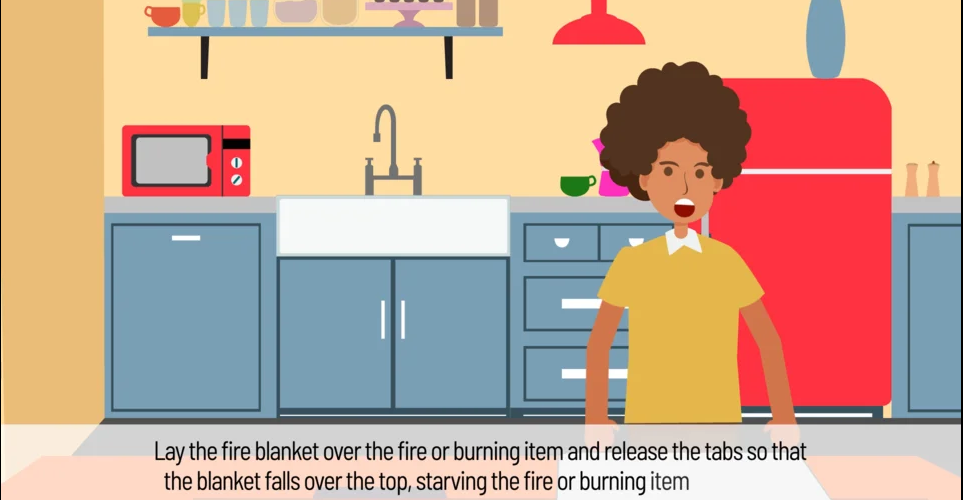 Lay the fire blanket over the fire or burning item and release the tabs so that
the blanket falls over the top, starving the fire or burning item